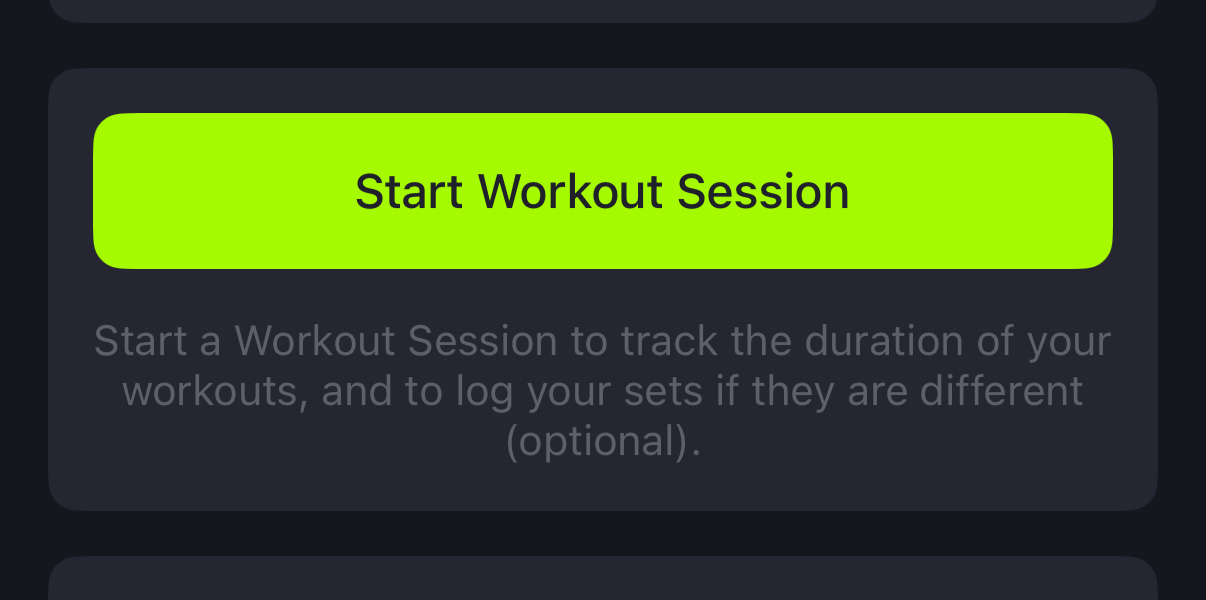 Start Workout Session
Start a Workout Session to track the duration of your
workouts, and to log your sets if they are different
(optional).